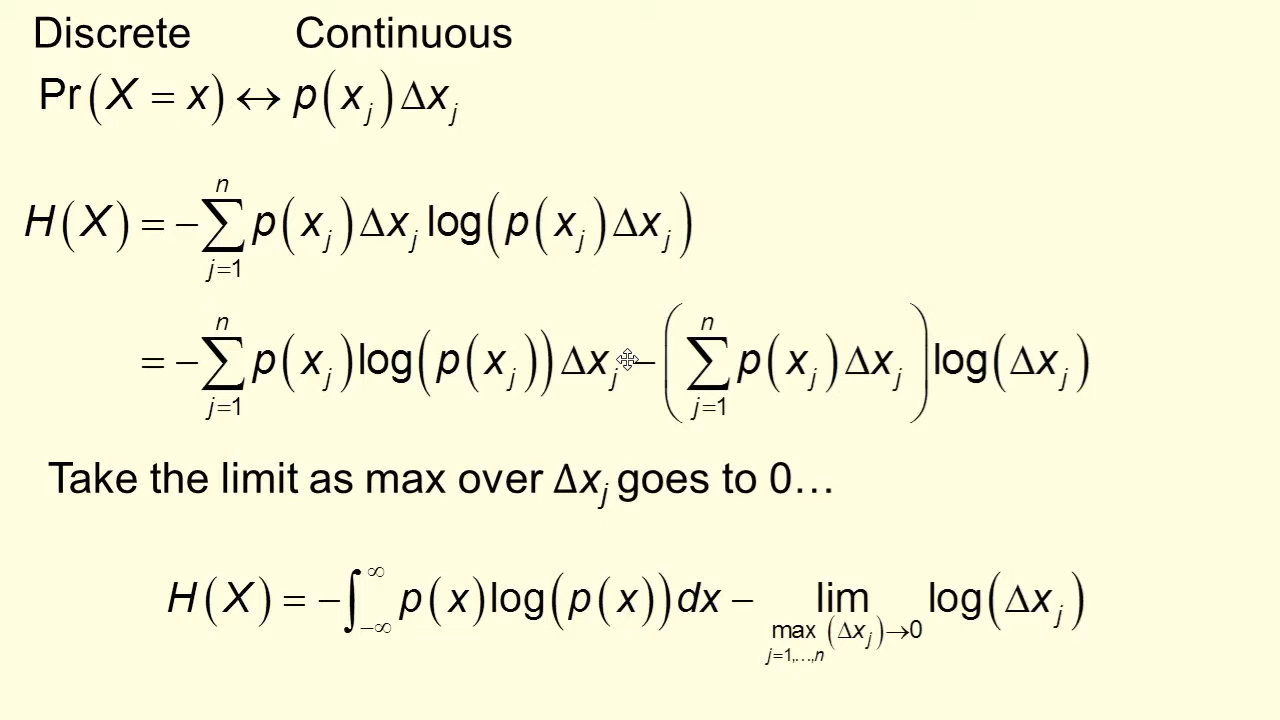 Discrete Continuous
Pr(X = x) ↔ p(x_j)Δx_j
H(X) = −∑_{j=1}^{n} p(x_j)Δx_j log(p(x_j)Δx_j)
= −∑_{j=1}^{n} p(x_j)log(p(x_j))Δx_j − (∑_{j=1}^{n} p(x_j)Δx_j)log(Δx_j)
Take the limit as max over Δx_j goes to 0…
H(X) = −∫_{−∞}^{∞} p(x)log(p(x))dx − lim_{max_{j=1,…,n}(Δx_j)→0} log(Δx_j)